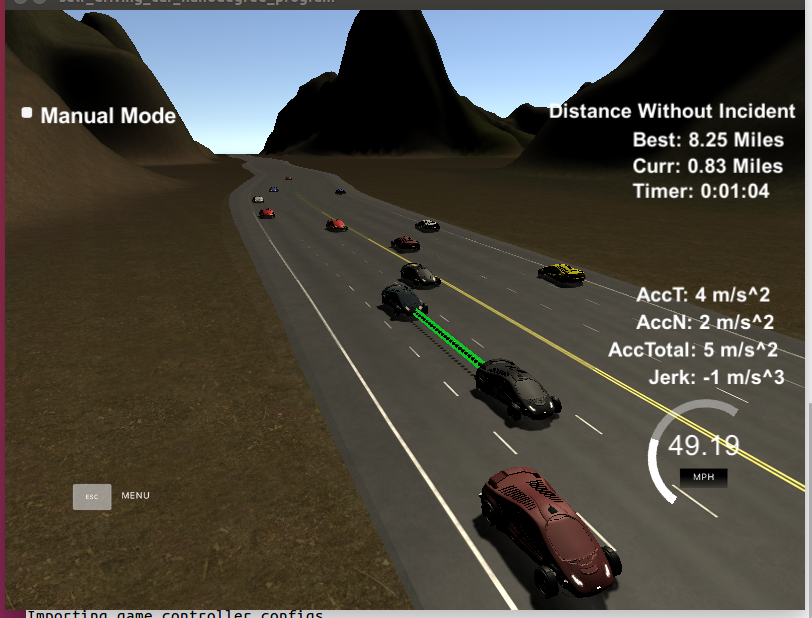 self_driving_car_nanodegree_program
Manual Mode
Distance Without Incident
Best: 8.25 Miles
Curr: 0.83 Miles
Timer: 0:01:04
AccT: 4 m/s^2
AccN: 2 m/s^2
AccTotal: 5 m/s^2
Jerk: -1 m/s^3
49.19
MPH
ESC MENU
Importing game controller configs